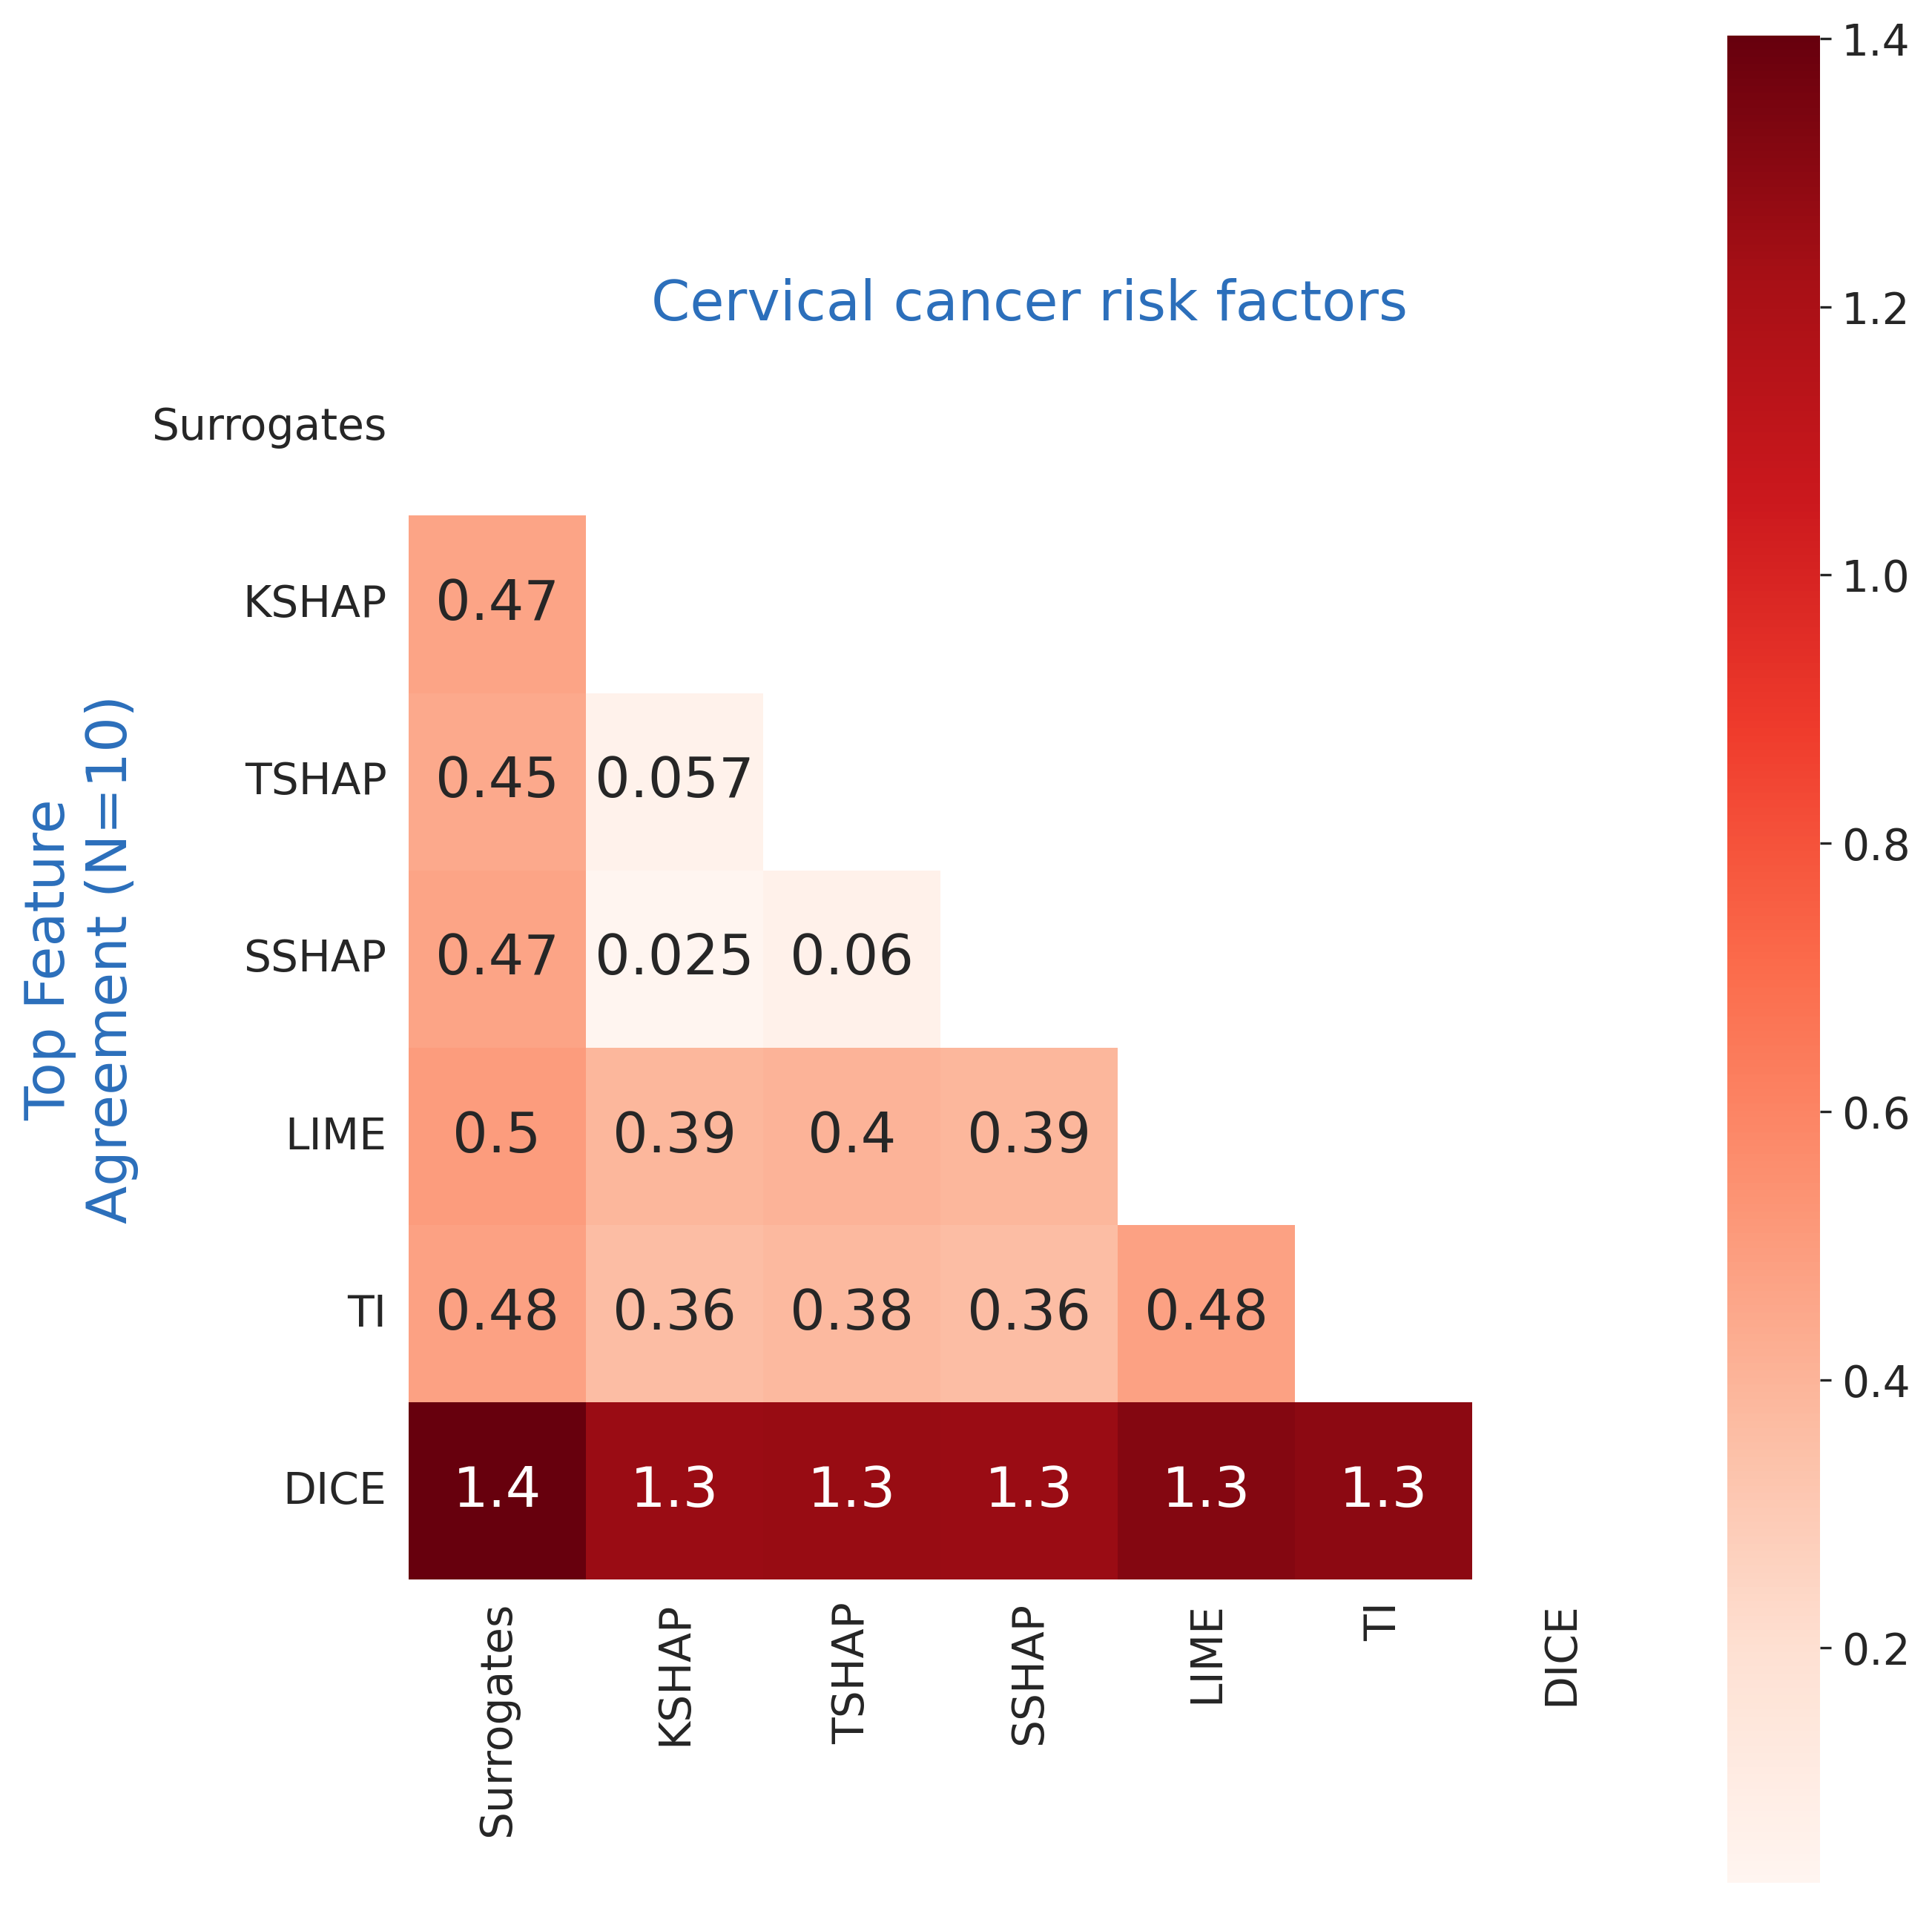 Cervical cancer risk factors
Top Feature
Agreement (N=10)
Surrogates
KSHAP 0.47
TSHAP 0.45 0.057
SSHAP 0.47 0.025 0.06
LIME 0.5 0.39 0.4 0.39
TI 0.48 0.36 0.38 0.36 0.48
DICE 1.4 1.3 1.3 1.3 1.3 1.3
Surrogates KSHAP TSHAP SSHAP LIME TI DICE
1.4
1.2
1.0
0.8
0.6
0.4
0.2